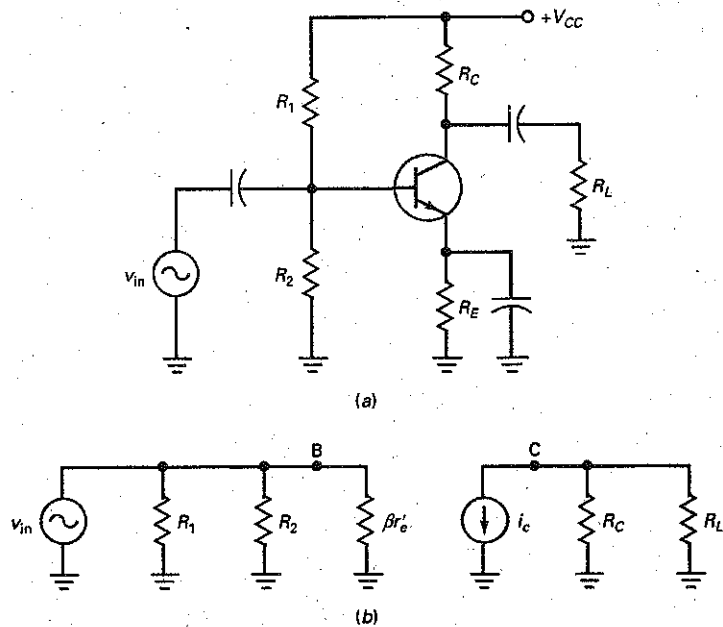 +V_CC
R_C
R_1
R_L
v_in
R_2
R_E
(a)
B
C
v_in
R_1
R_2
βr'_e
i_c
R_C
R_L
(b)